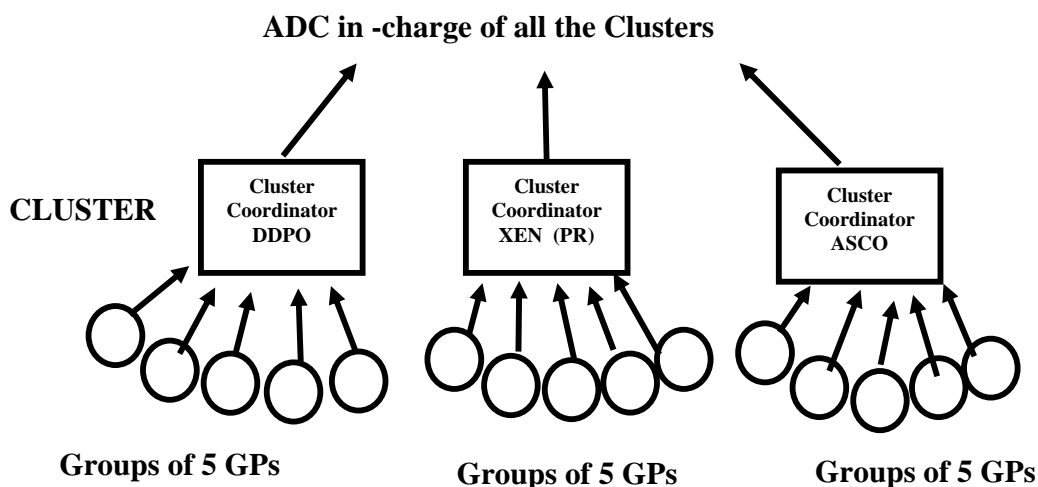 ADC in -charge of all the Clusters
CLUSTER
Cluster
Coordinator
DDPO
Cluster
Coordinator
XEN (PR)
Cluster
Coordinator
ASCO
Groups of 5 GPs
Groups of 5 GPs
Groups of 5 GPs